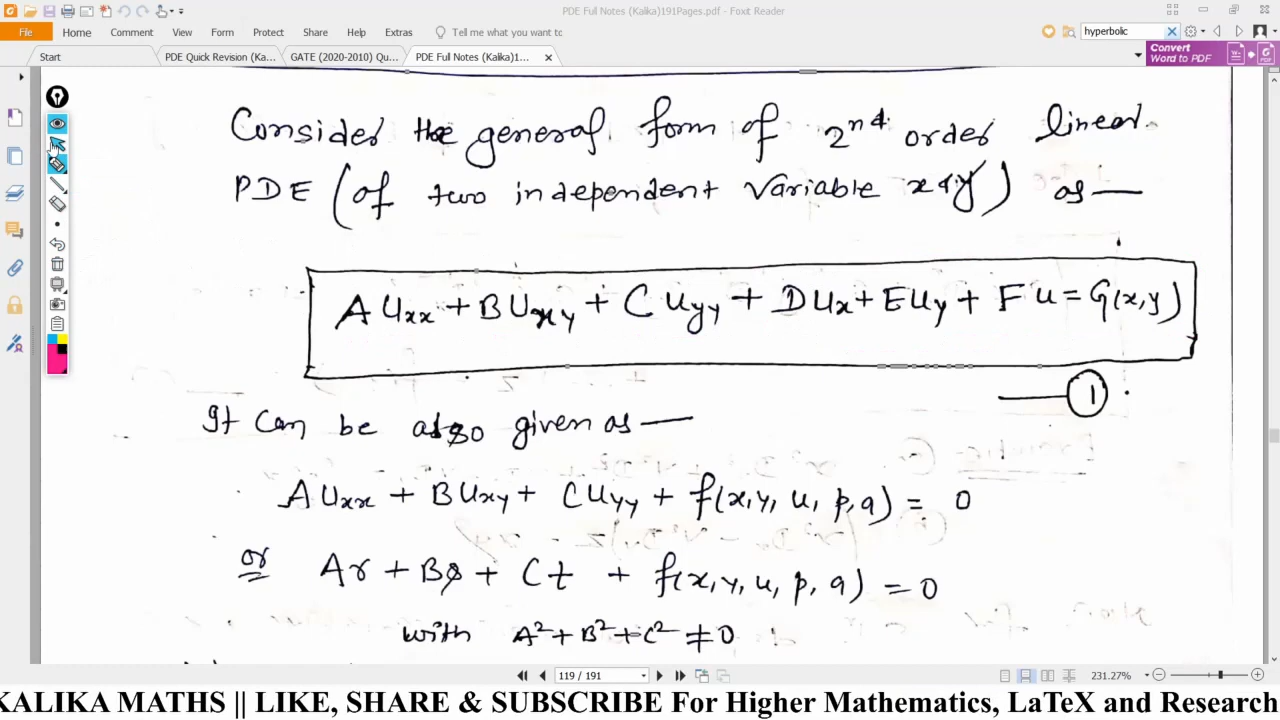 PDE Full Notes (Kalika)191Pages.pdf - Foxit Reader
File Home Comment View Form Protect Share Help Extras Tell me what you want to hyperbolic
Start PDE Quick Revision (Ka... GATE (2020-2010) Qu... PDE Full Notes (Kalika)1... Convert Word to PDF
Consider the general form of 2nd order linear
PDE (of two independent variable x & y) as —
A Uxx + B Uxy + C Uyy + D Ux + E Uy + F U = G(x, y)
— 1
It can be also given as —
A Uxx + B Uxy + C Uyy + f(x, y, u, p, q) = 0
or Ar + Bs + Ct + f(x, y, u, p, q) = 0
with A² + B² + C² ≠ 0
119 / 191 231.27%
KALIKA MATHS || LIKE, SHARE & SUBSCRIBE For Higher Mathematics, LaTeX and Research